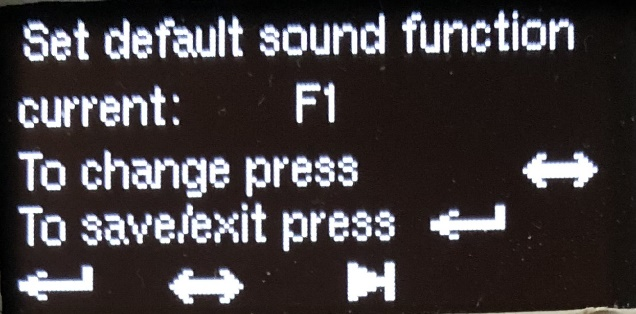 Set default sound function
current: F1
To change press ⇔
To save/exit press ↵
↵ ⇔ ⏭